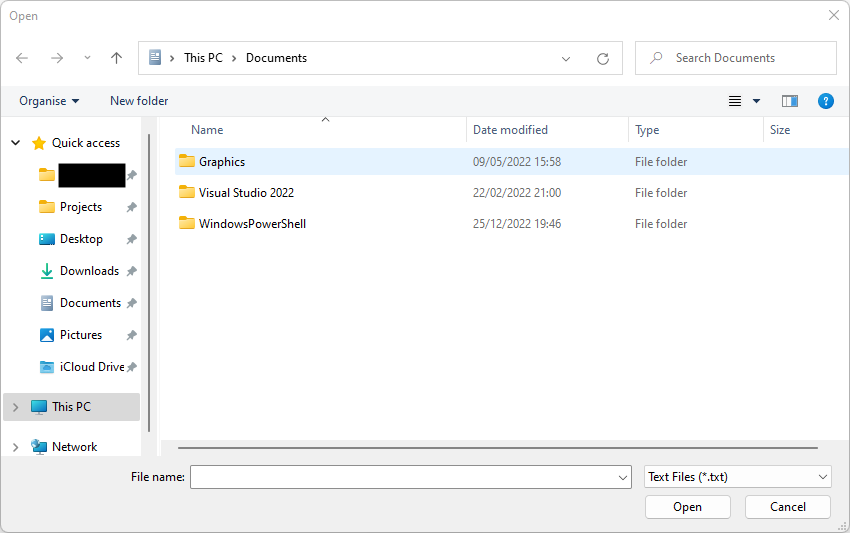 Open
This PC > Documents
Search Documents
Organise
New folder
?
Name Date modified Type Size
Quick access
Projects
Desktop
Downloads
Documents
Pictures
iCloud Drive
This PC
Network
Graphics 09/05/2022 15:58 File folder
Visual Studio 2022 22/02/2022 21:00 File folder
WindowsPowerShell 25/12/2022 19:46 File folder
File name:
Text Files (*.txt)
Open
Cancel